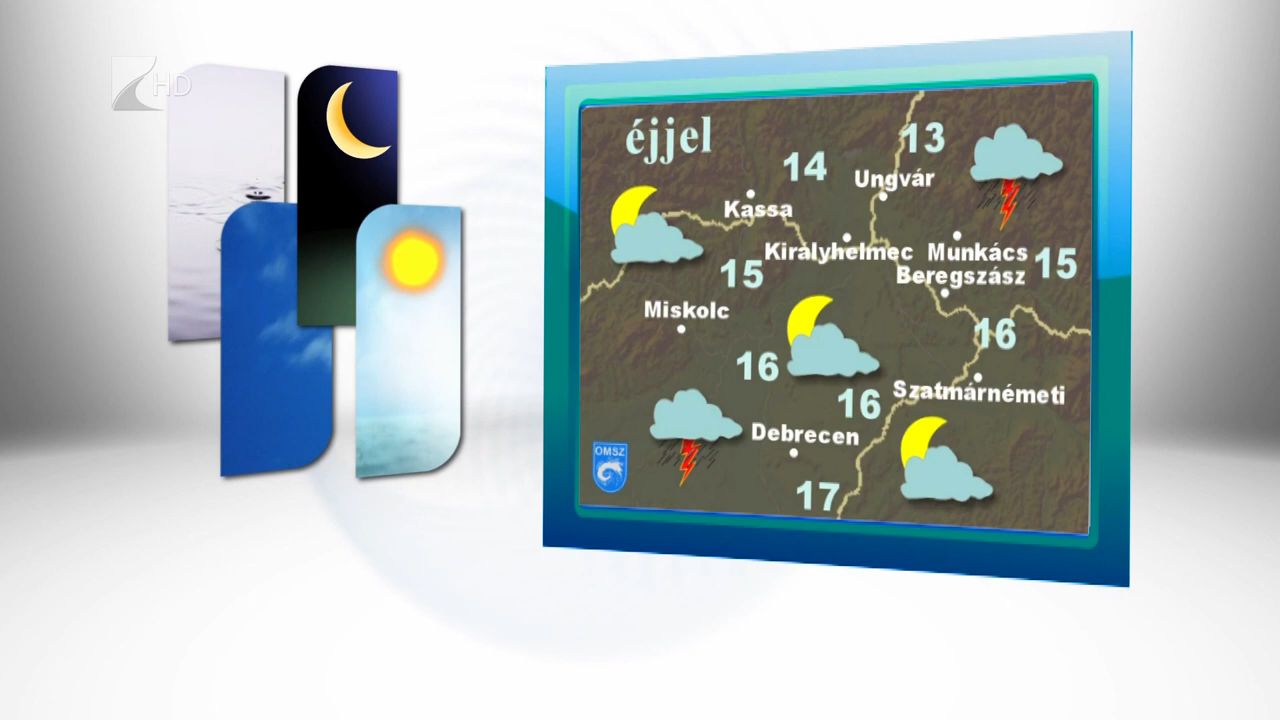 HD
éjjel
13
14
Ungvár
Kassa
Királyhelmec
Munkács
15
Beregszász
15
Miskolc
16
16
Szatmárnémeti
16
Debrecen
OMSZ
17